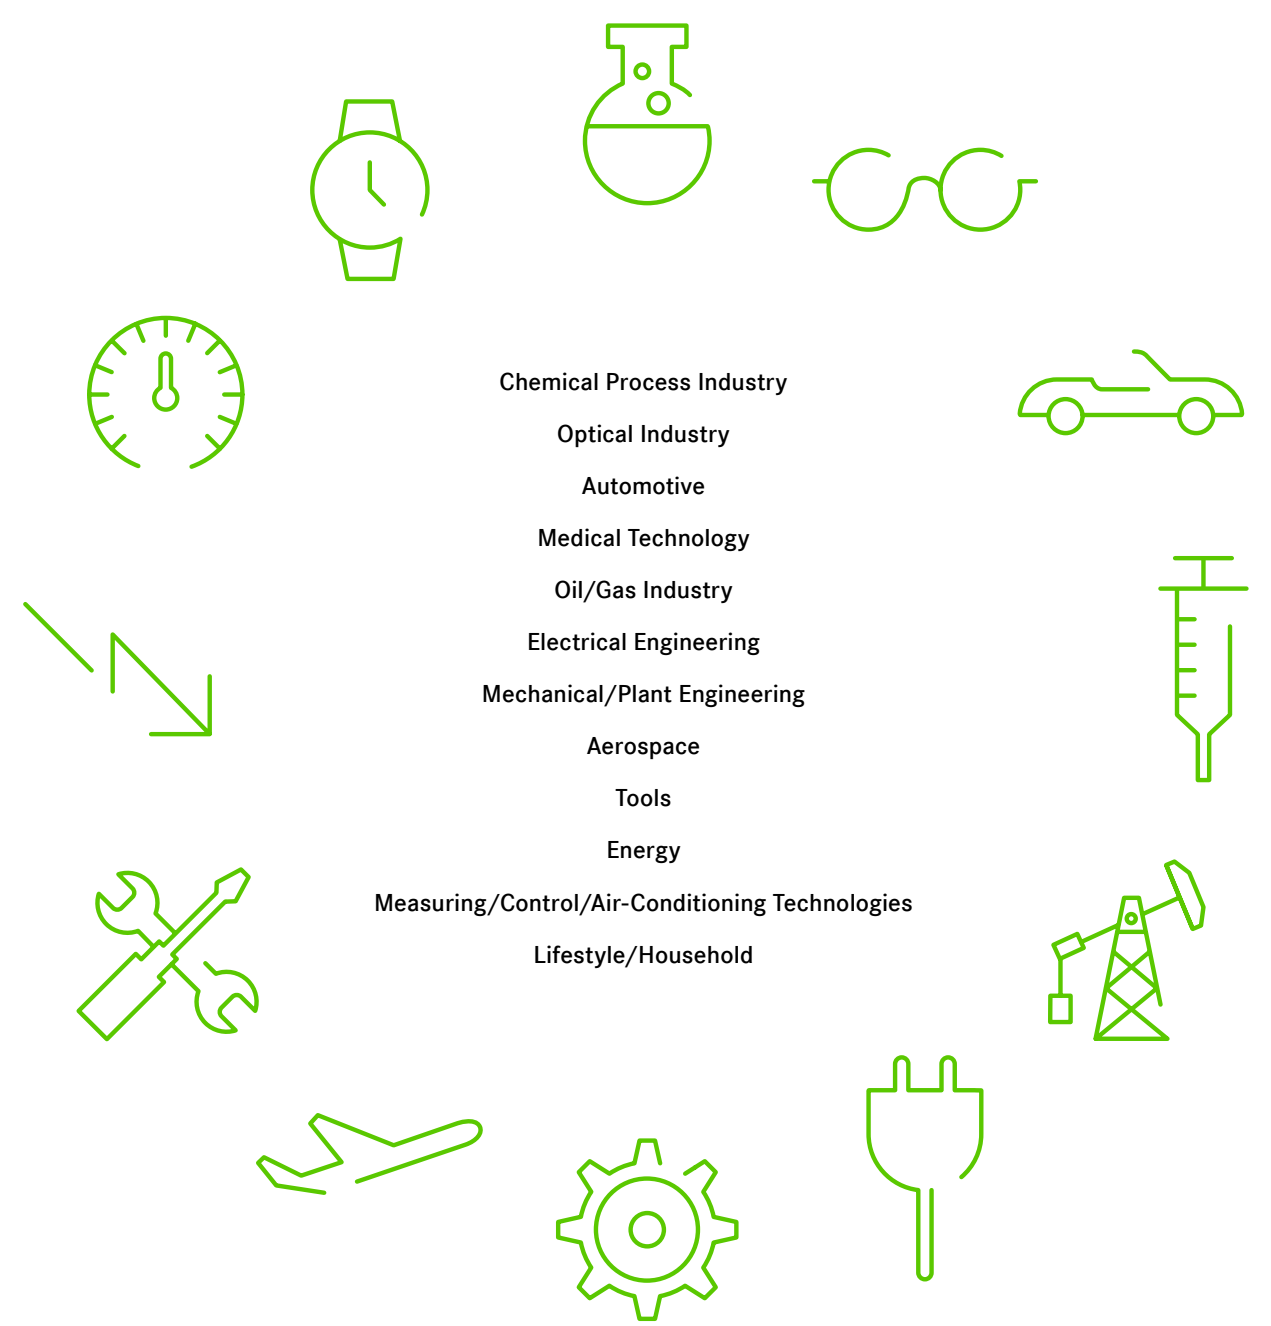 Chemical Process Industry
Optical Industry
Automotive
Medical Technology
Oil/Gas Industry
Electrical Engineering
Mechanical/Plant Engineering
Aerospace
Tools
Energy
Measuring/Control/Air-Conditioning Technologies
Lifestyle/Household